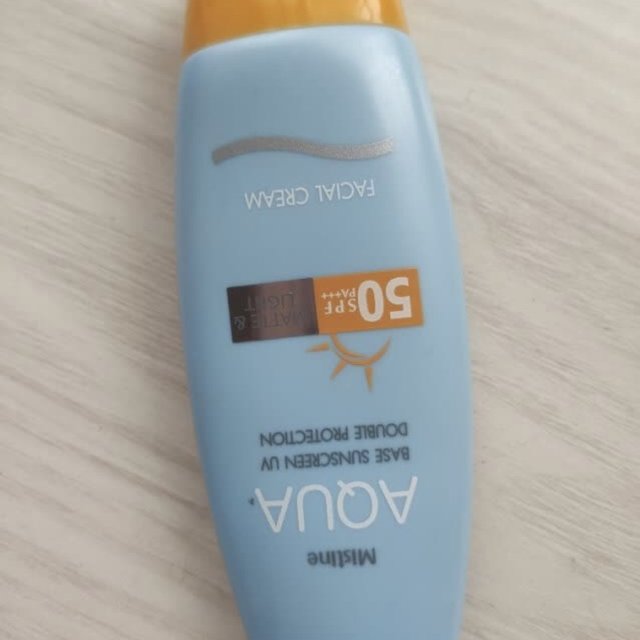 Mistine
AQUA
BASE SUNSCREEN UV
DOUBLE PROTECTION
50 SPF PA+++
MATTE & LIGHT
FACIAL CREAM